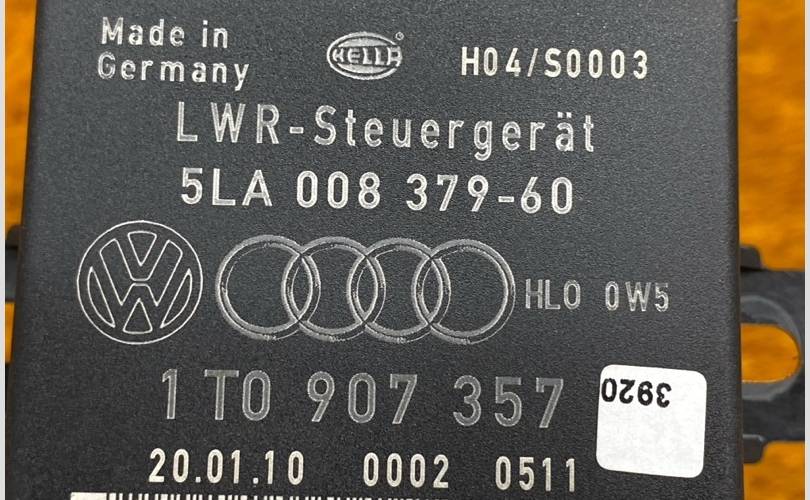 Made in
Germany
HELLA
H04/S0003
LWR-Steuergerät
5LA 008 379-60
HLO 0W5
1T0 907 357
3920
20.01.10 0002 0511